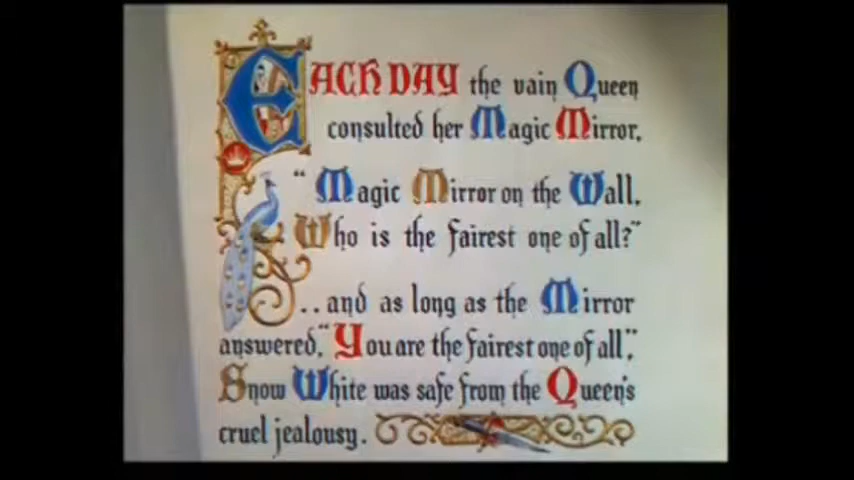 EACH DAY the vain Queen
consulted her Magic Mirror,
"Magic Mirror on the Wall,
Who is the fairest one of all?"
..and as long as the Mirror
answered, "You are the fairest one of all",
Snow White was safe from the Queen's
cruel jealousy.